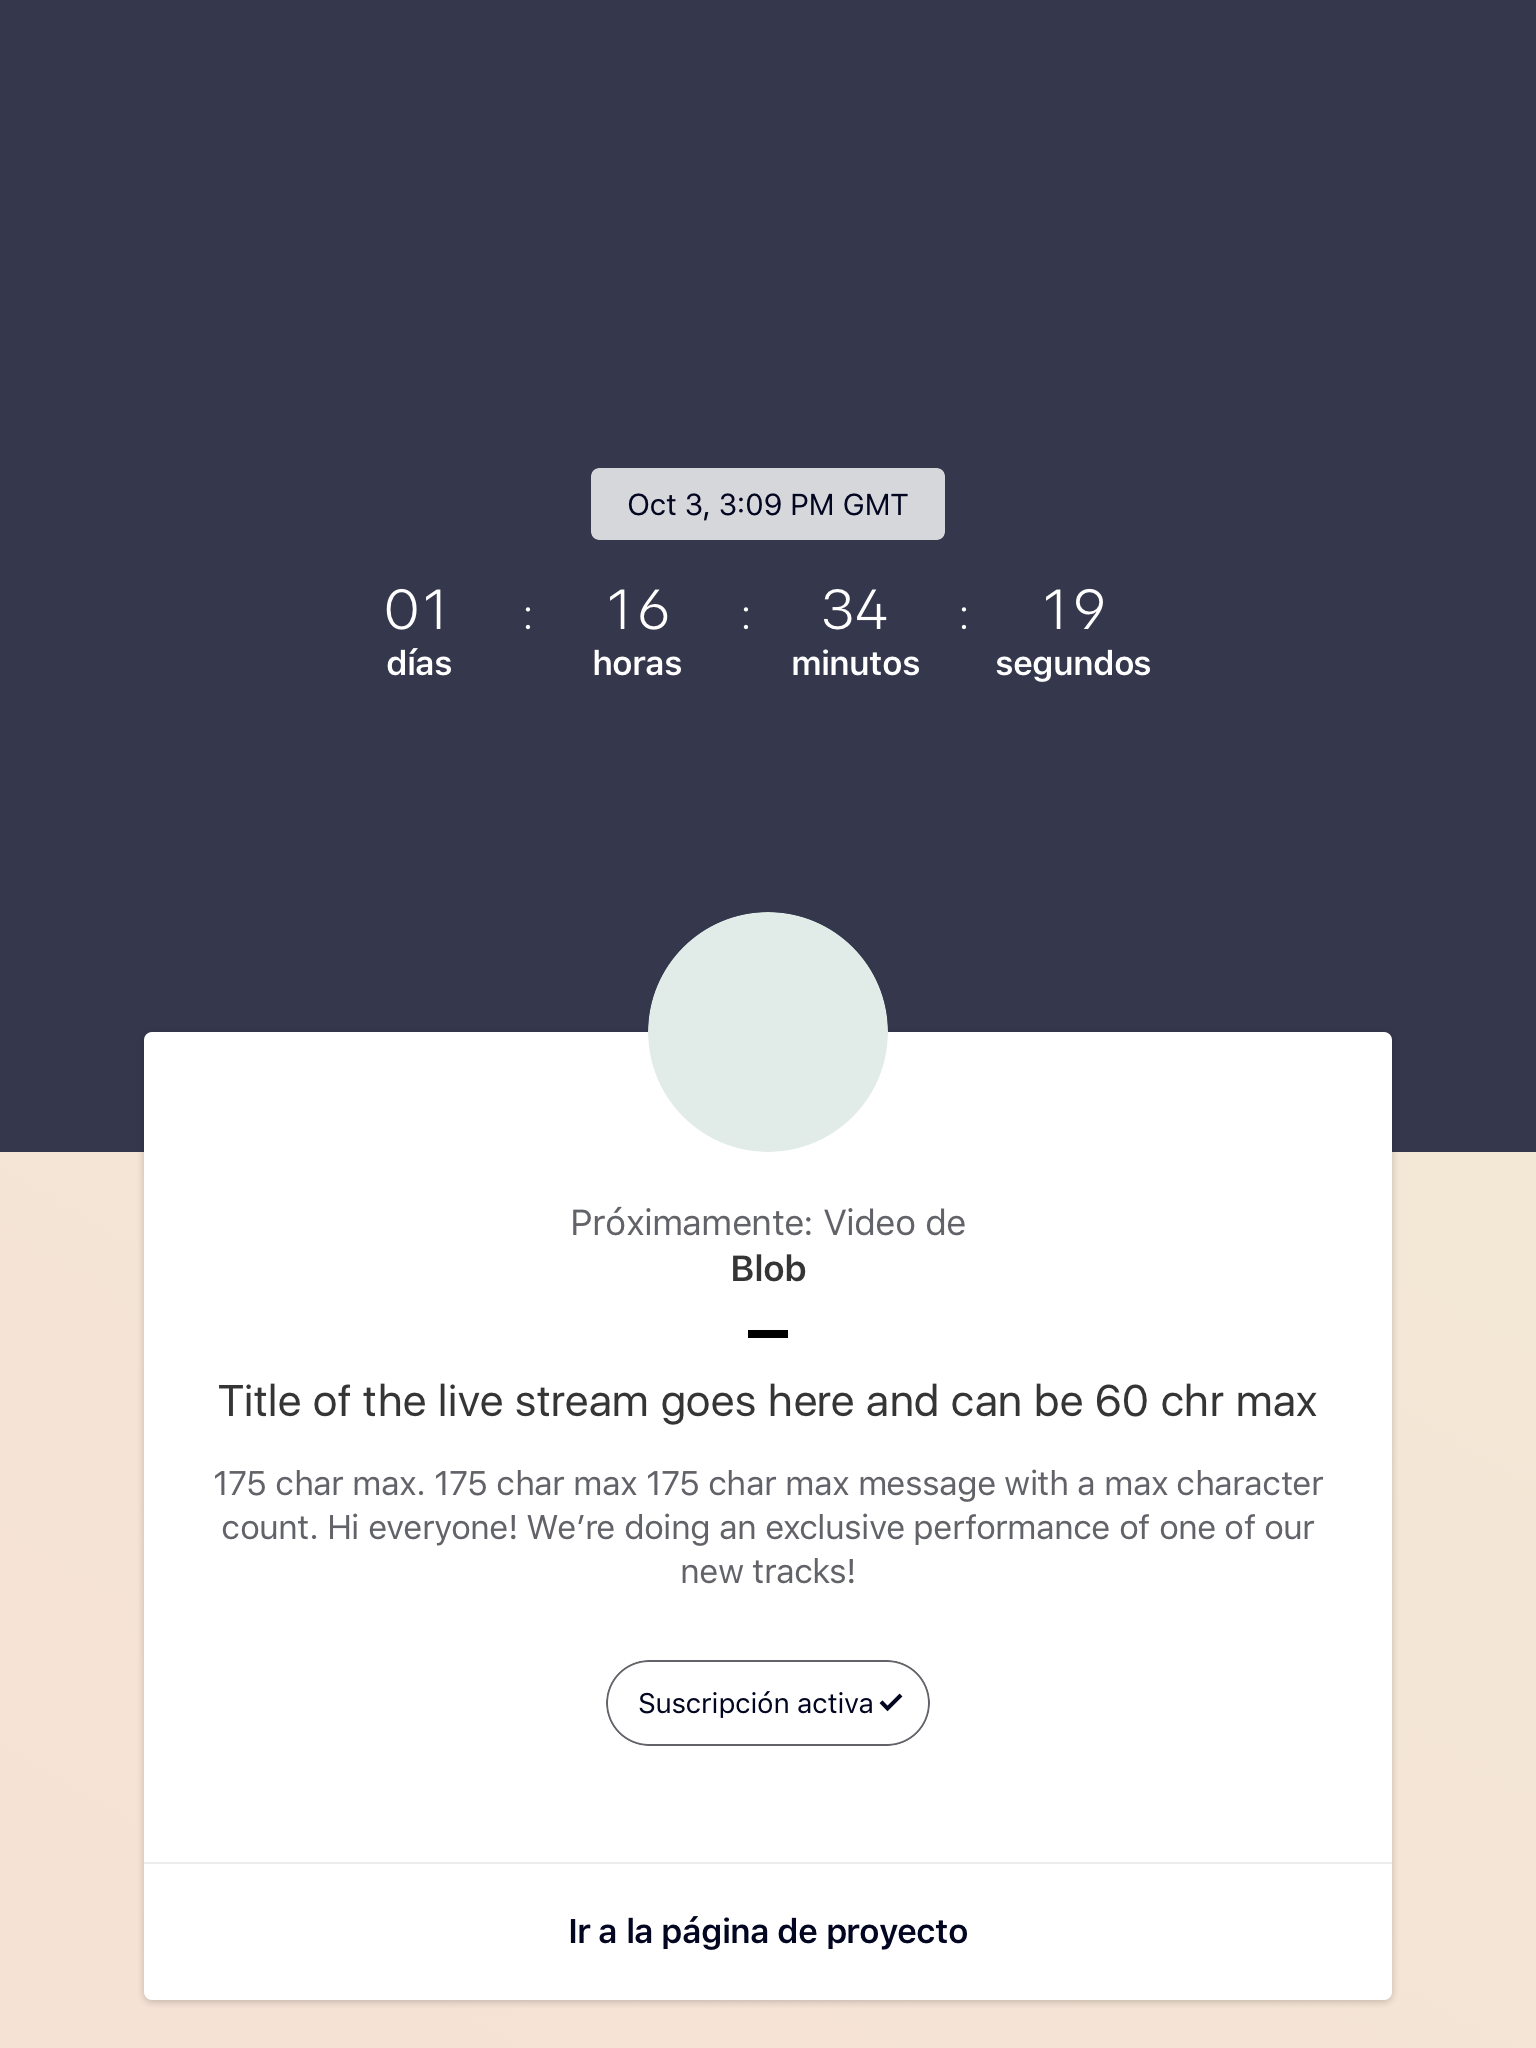 Oct 3, 3:09 PM GMT
01 : 16 : 34 : 19
días horas minutos segundos
Próximamente: Video de
Blob
Title of the live stream goes here and can be 60 chr max
175 char max. 175 char max 175 char max message with a max character
count. Hi everyone! We’re doing an exclusive performance of one of our
new tracks!
Suscripción activa
Ir a la página de proyecto